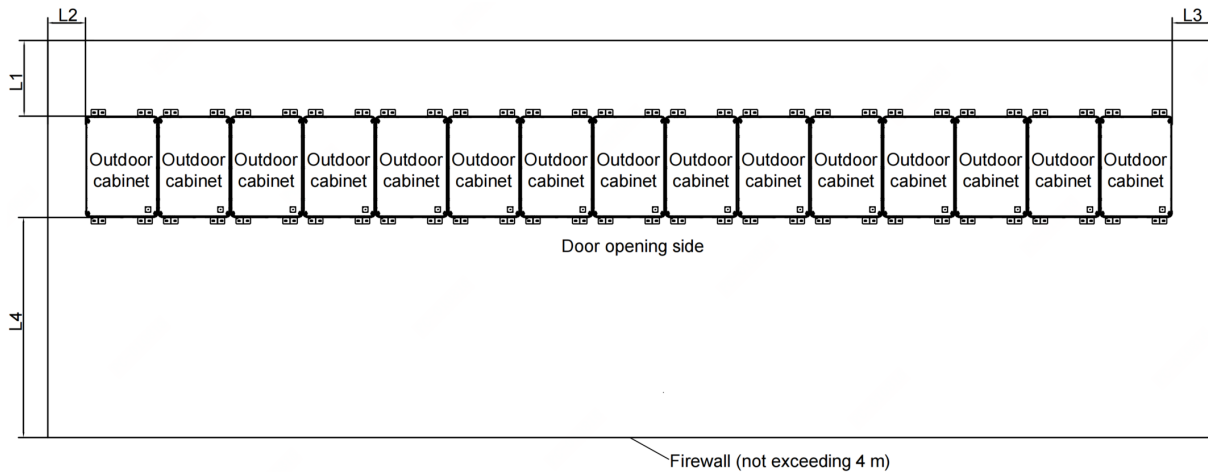 L2
L3
L1
Outdoor Outdoor Outdoor Outdoor Outdoor Outdoor Outdoor Outdoor Outdoor Outdoor Outdoor Outdoor Outdoor Outdoor Outdoor
cabinet cabinet cabinet cabinet cabinet cabinet cabinet cabinet cabinet cabinet cabinet cabinet cabinet cabinet cabinet
Door opening side
L4
Firewall (not exceeding 4 m)